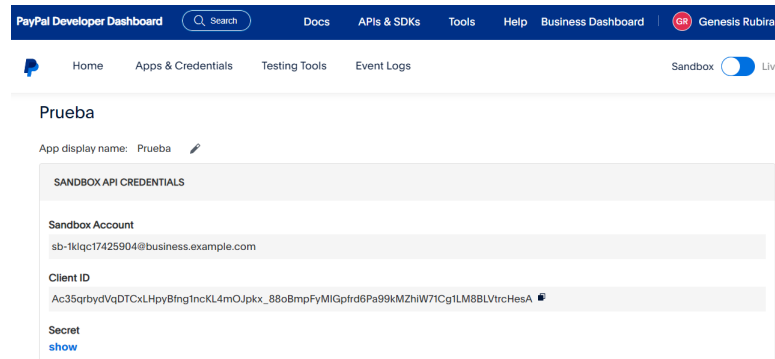 PayPal Developer Dashboard Search Docs APIs & SDKs Tools Help Business Dashboard GR Genesis Rubira
Home Apps & Credentials Testing Tools Event Logs Sandbox Liv
Prueba
App display name: Prueba
SANDBOX API CREDENTIALS
Sandbox Account
sb-1klqc17425904@business.example.com
Client ID
Ac35qrbydVqDTCxLHpyBfng1ncKL4mOJpkx_88oBmpFyMIGpfrd6Pa99kMZhiW71Cg1LM8BLVtrcHesA
Secret
show